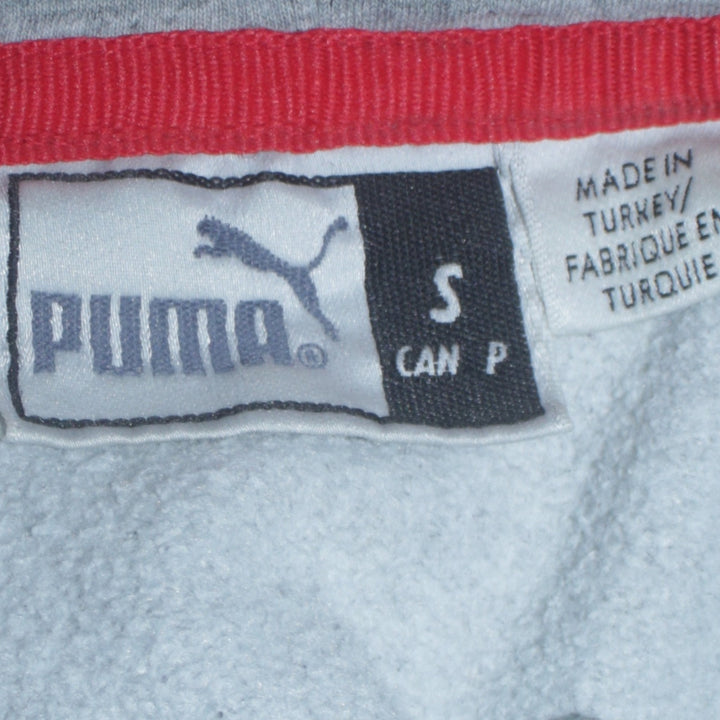 PUMA®
S
CAN P
MADE IN
TURKEY/
FABRIQUE EN
TURQUIE